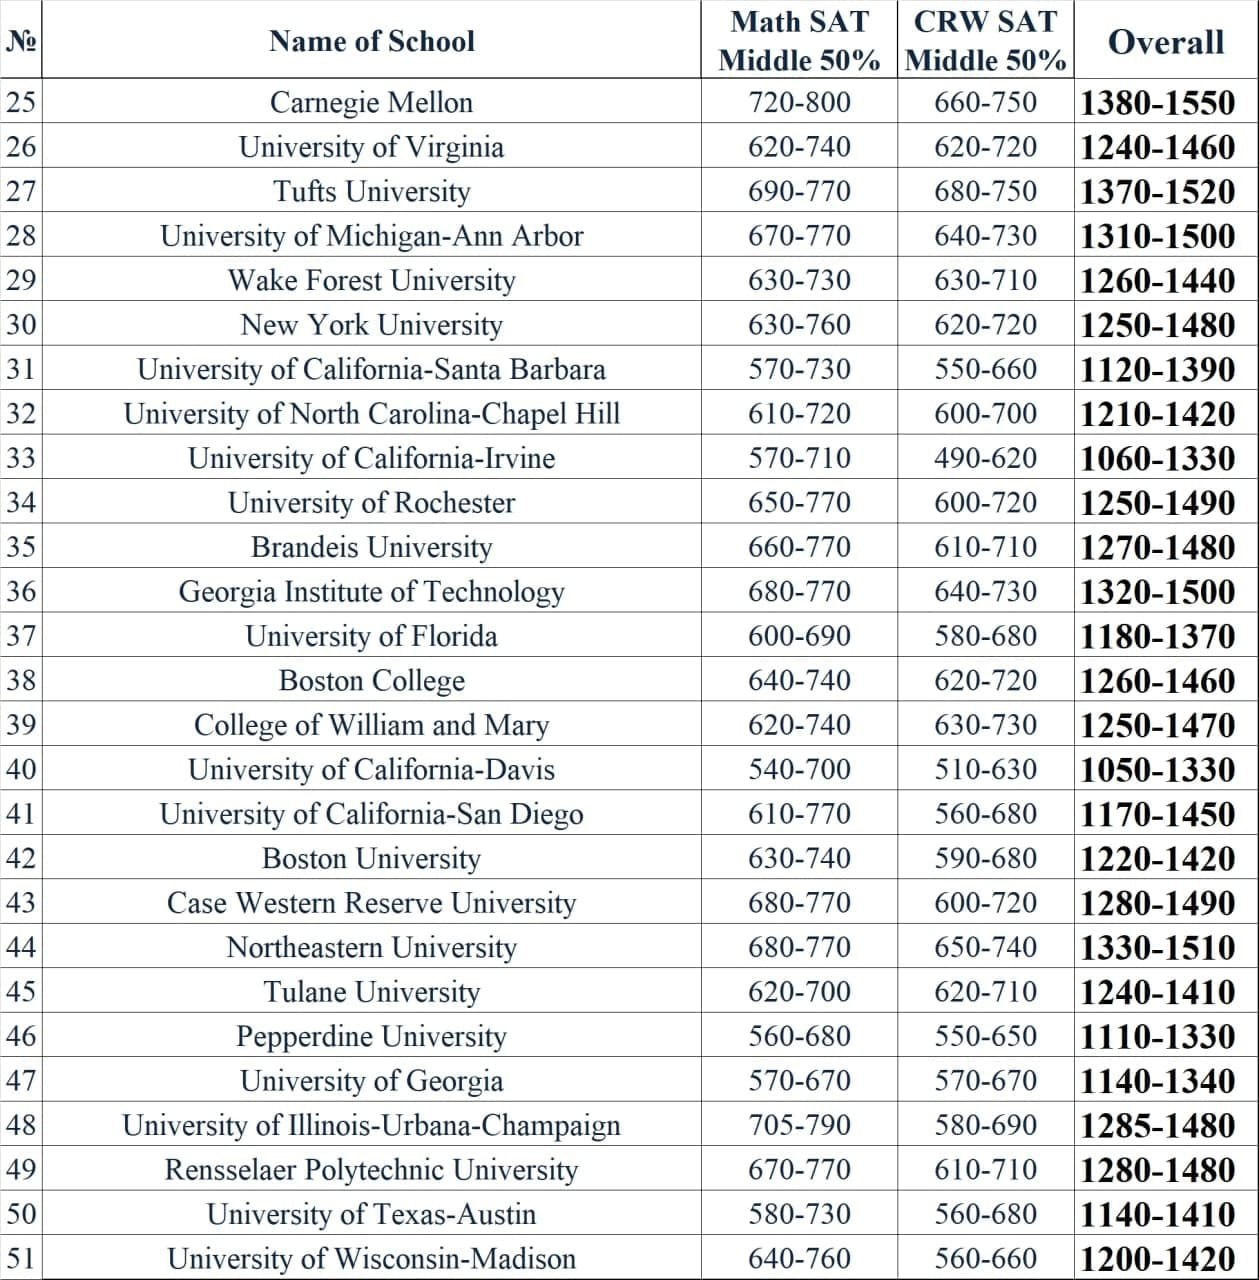 № Name of School Math SAT Middle 50% CRW SAT Middle 50% Overall
25 Carnegie Mellon 720-800 660-750 1380-1550
26 University of Virginia 620-740 620-720 1240-1460
27 Tufts University 690-770 680-750 1370-1520
28 University of Michigan-Ann Arbor 670-770 640-730 1310-1500
29 Wake Forest University 630-730 630-710 1260-1440
30 New York University 630-760 620-720 1250-1480
31 University of California-Santa Barbara 570-730 550-660 1120-1390
32 University of North Carolina-Chapel Hill 610-720 600-700 1210-1420
33 University of California-Irvine 570-710 490-620 1060-1330
34 University of Rochester 650-770 600-720 1250-1490
35 Brandeis University 660-770 610-710 1270-1480
36 Georgia Institute of Technology 680-770 640-730 1320-1500
37 University of Florida 600-690 580-680 1180-1370
38 Boston College 640-740 620-720 1260-1460
39 College of William and Mary 620-740 630-730 1250-1470
40 University of California-Davis 540-700 510-630 1050-1330
41 University of California-San Diego 610-770 560-680 1170-1450
42 Boston University 630-740 590-680 1220-1420
43 Case Western Reserve University 680-770 600-720 1280-1490
44 Northeastern University 680-770 650-740 1330-1510
45 Tulane University 620-700 620-710 1240-1410
46 Pepperdine University 560-680 550-650 1110-1330
47 University of Georgia 570-670 570-670 1140-1340
48 University of Illinois-Urbana-Champaign 705-790 580-690 1285-1480
49 Rensselaer Polytechnic University 670-770 610-710 1280-1480
50 University of Texas-Austin 580-730 560-680 1140-1410
51 University of Wisconsin-Madison 640-760 560-660 1200-1420